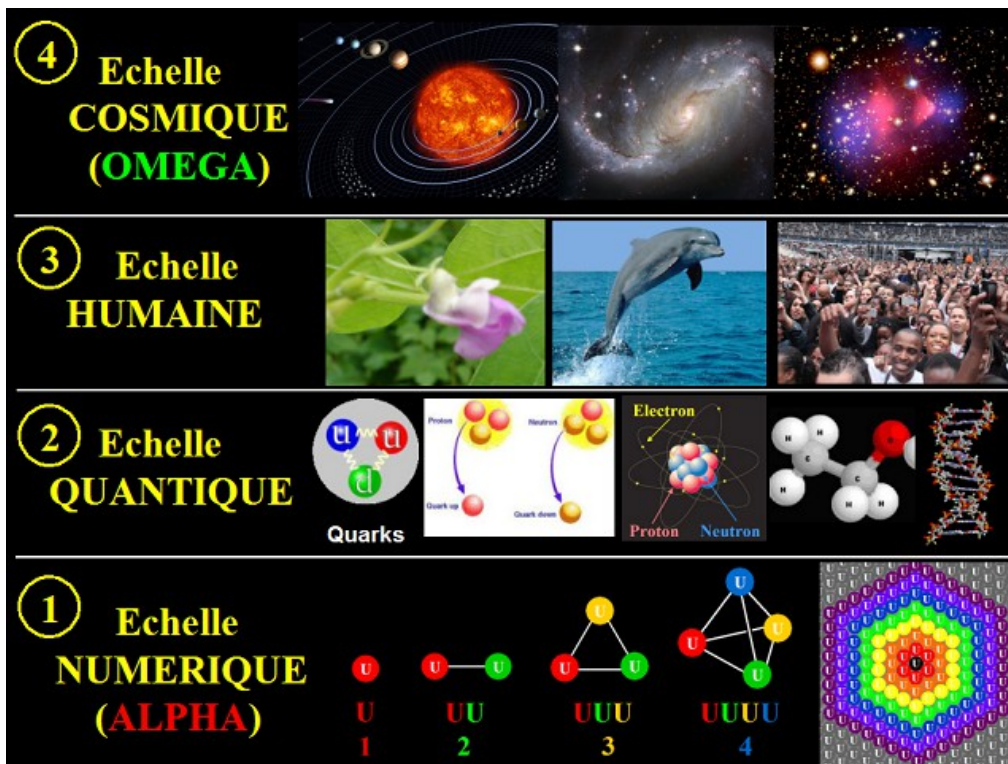 4
Echelle
COSMIQUE
(OMEGA)
3
Echelle
HUMAINE
2
Echelle
QUANTIQUE
u u
d
Quarks
Proton
Quark up
Neutron
Quark down
Electron
Proton Neutron
H H
C C
H H H
1
Echelle
NUMERIQUE
(ALPHA)
U
U U
U
U U
U
U U
U
U UU UUU UUUU
1 2 3 4